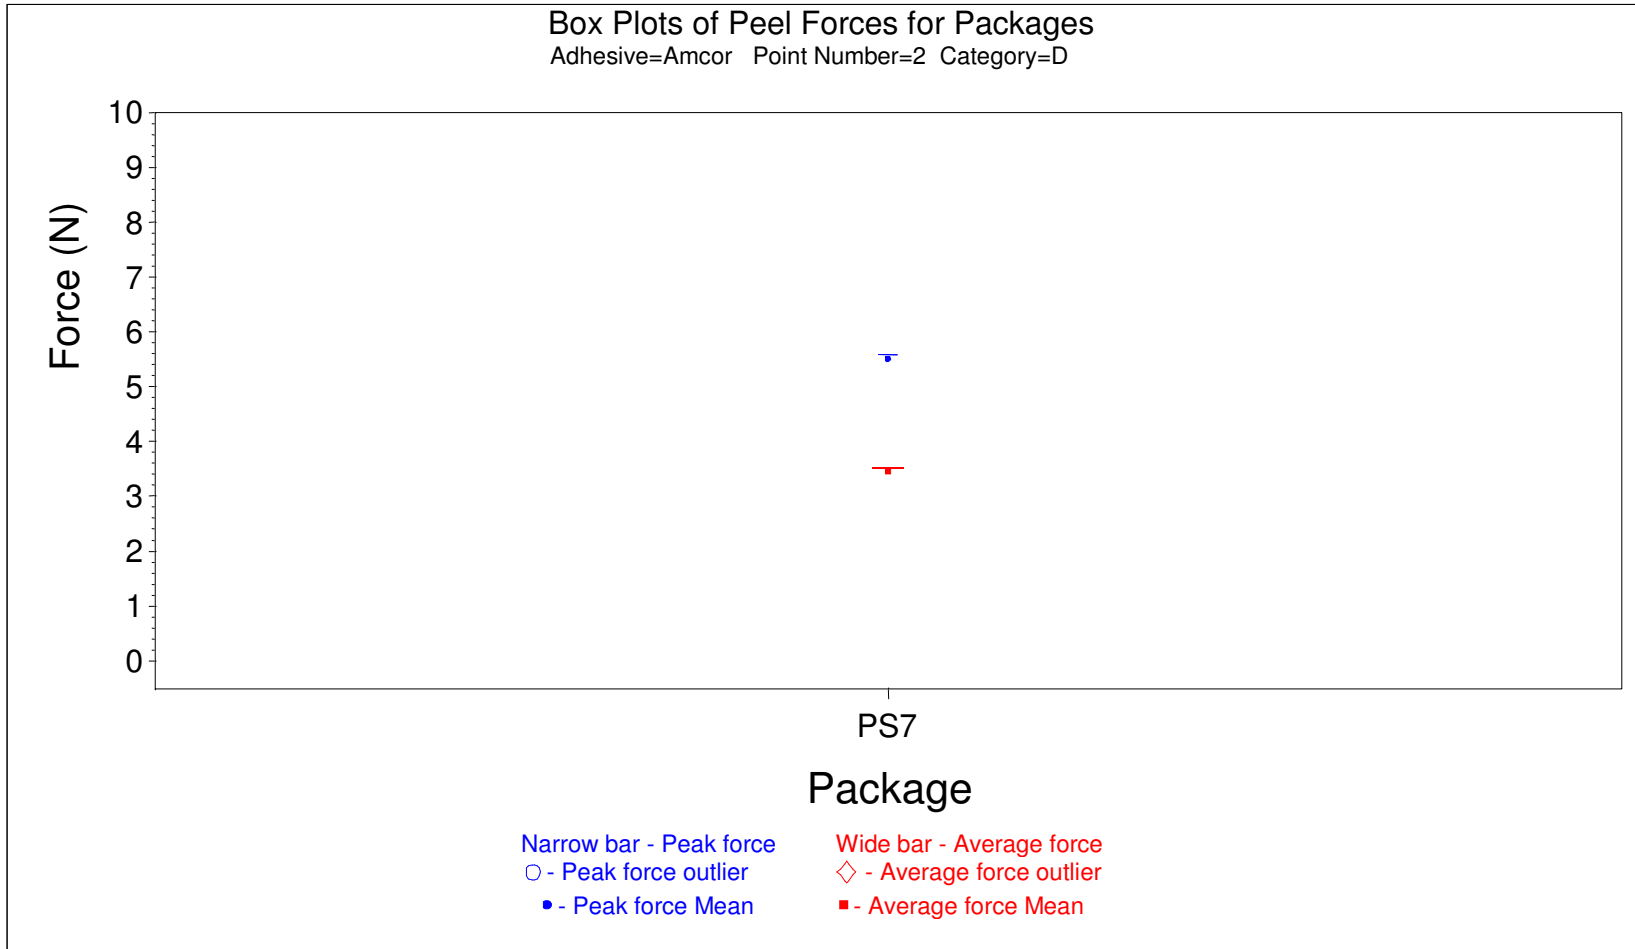 Box Plots of Peel Forces for Packages
Adhesive=Amcor Point Number=2 Category=D
Force (N)
10
9
8
7
6
5
4
3
2
1
0
PS7
Package
Narrow bar - Peak force Wide bar - Average force
- Peak force outlier - Average force outlier
- Peak force Mean - Average force Mean